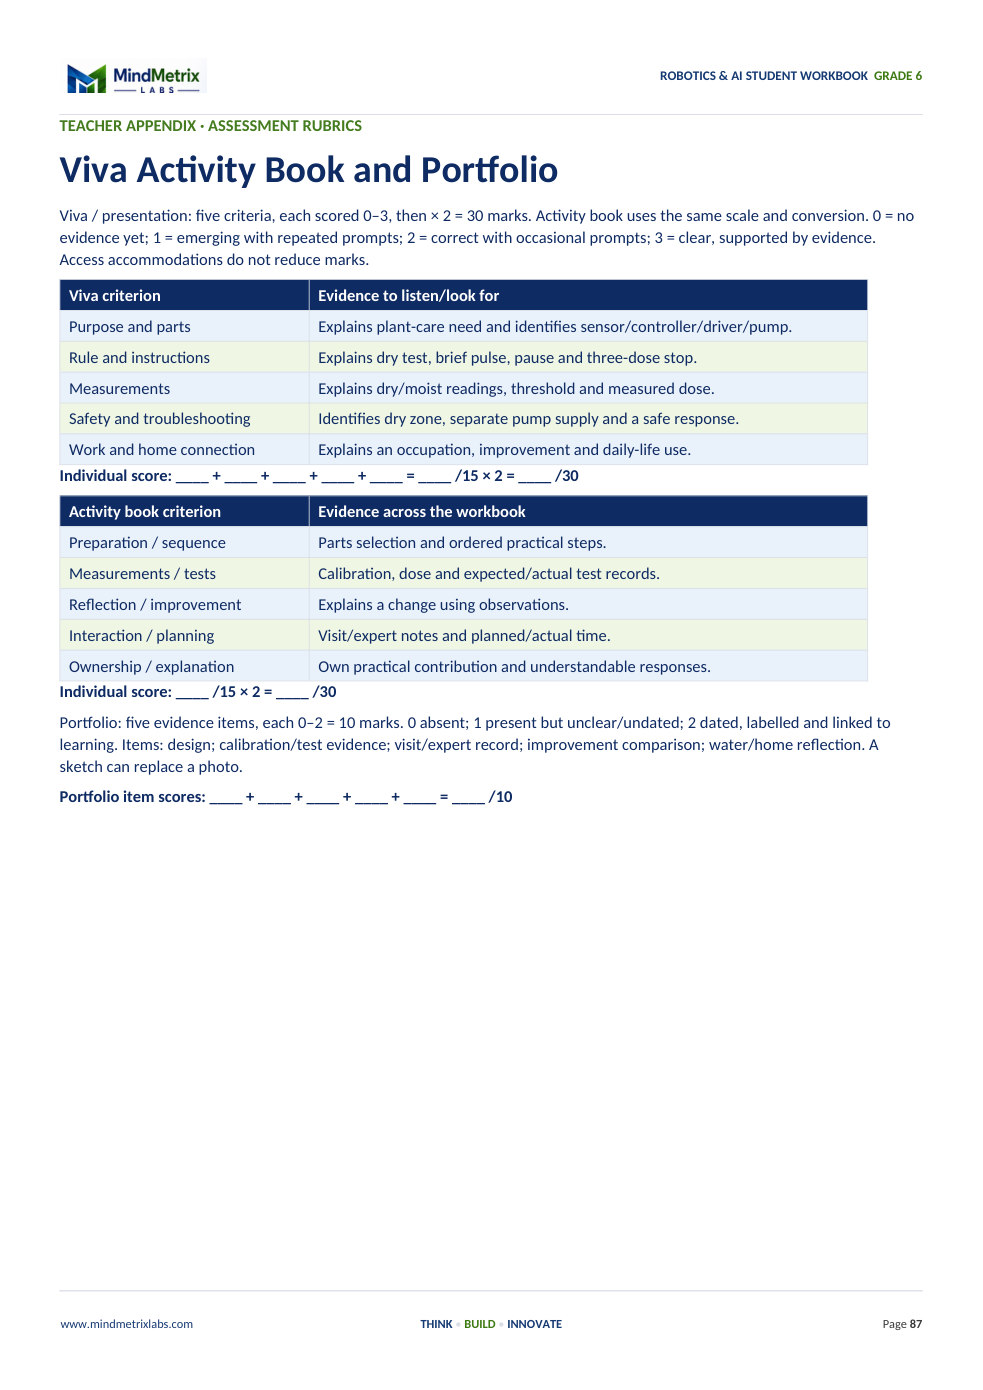 MindMetrix
LABS
ROBOTICS & AI STUDENT WORKBOOK GRADE 6
TEACHER APPENDIX · ASSESSMENT RUBRICS
Viva Activity Book and Portfolio
Viva / presentation: five criteria, each scored 0–3, then × 2 = 30 marks. Activity book uses the same scale and conversion. 0 = no
evidence yet; 1 = emerging with repeated prompts; 2 = correct with occasional prompts; 3 = clear, supported by evidence.
Access accommodations do not reduce marks.
Viva criterion Evidence to listen/look for
Purpose and parts Explains plant-care need and identifies sensor/controller/driver/pump.
Rule and instructions Explains dry test, brief pulse, pause and three-dose stop.
Measurements Explains dry/moist readings, threshold and measured dose.
Safety and troubleshooting Identifies dry zone, separate pump supply and a safe response.
Work and home connection Explains an occupation, improvement and daily-life use.
Individual score: ____ + ____ + ____ + ____ + ____ = ____ /15 × 2 = ____ /30
Activity book criterion Evidence across the workbook
Preparation / sequence Parts selection and ordered practical steps.
Measurements / tests Calibration, dose and expected/actual test records.
Reflection / improvement Explains a change using observations.
Interaction / planning Visit/expert notes and planned/actual time.
Ownership / explanation Own practical contribution and understandable responses.
Individual score: ____ /15 × 2 = ____ /30
Portfolio: five evidence items, each 0–2 = 10 marks. 0 absent; 1 present but unclear/undated; 2 dated, labelled and linked to
learning. Items: design; calibration/test evidence; visit/expert record; improvement comparison; water/home reflection. A
sketch can replace a photo.
Portfolio item scores: ____ + ____ + ____ + ____ + ____ = ____ /10
www.mindmetrixlabs.com THINK • BUILD • INNOVATE Page 87